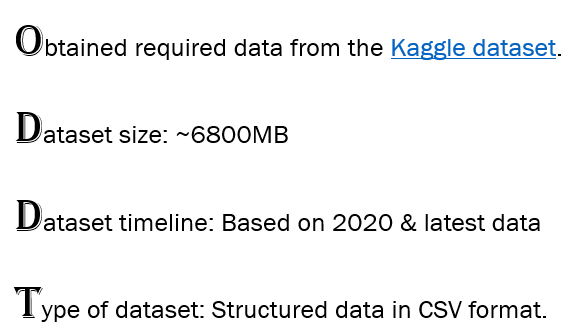 Obtained required data from the Kaggle dataset.
Dataset size: ~6800MB
Dataset timeline: Based on 2020 & latest data
Type of dataset: Structured data in CSV format.